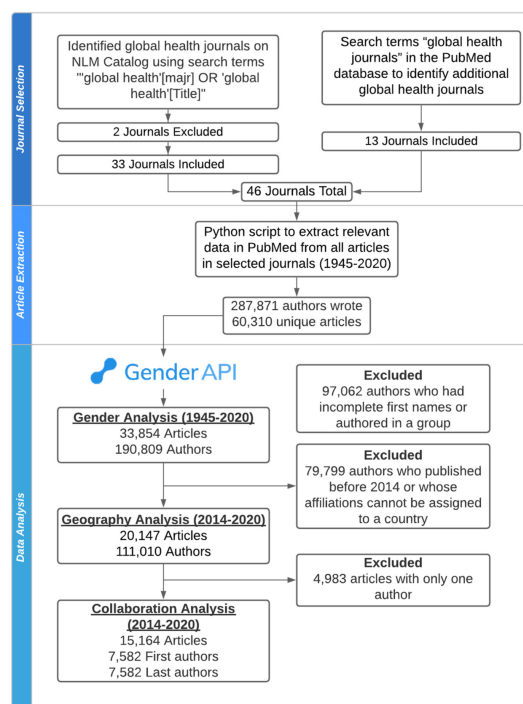 Journal Selection
Identified global health journals on
NLM Catalog using search terms
"'global health'[majr] OR 'global
health'[Title]"
2 Journals Excluded
33 Journals Included
Search terms “global health
journals” in the PubMed
database to identify additional
global health journals
13 Journals Included
46 Journals Total
Article Extraction
Python script to extract relevant
data in PubMed from all articles
in selected journals (1945-2020)
287,871 authors wrote
60,310 unique articles
Data Analysis
GenderAPI
Excluded
97,062 authors who had
incomplete first names or
authored in a group
Gender Analysis (1945-2020)
33,854 Articles
190,809 Authors
Excluded
79,799 authors who published
before 2014 or whose
affiliations cannot be assigned
to a country
Geography Analysis (2014-2020)
20,147 Articles
111,010 Authors
Excluded
4,983 articles with only one
author
Collaboration Analysis
(2014-2020)
15,164 Articles
7,582 First authors
7,582 Last authors